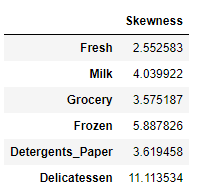 Skewness
Fresh 2.552583
Milk 4.039922
Grocery 3.575187
Frozen 5.887826
Detergents_Paper 3.619458
Delicatessen 11.113534